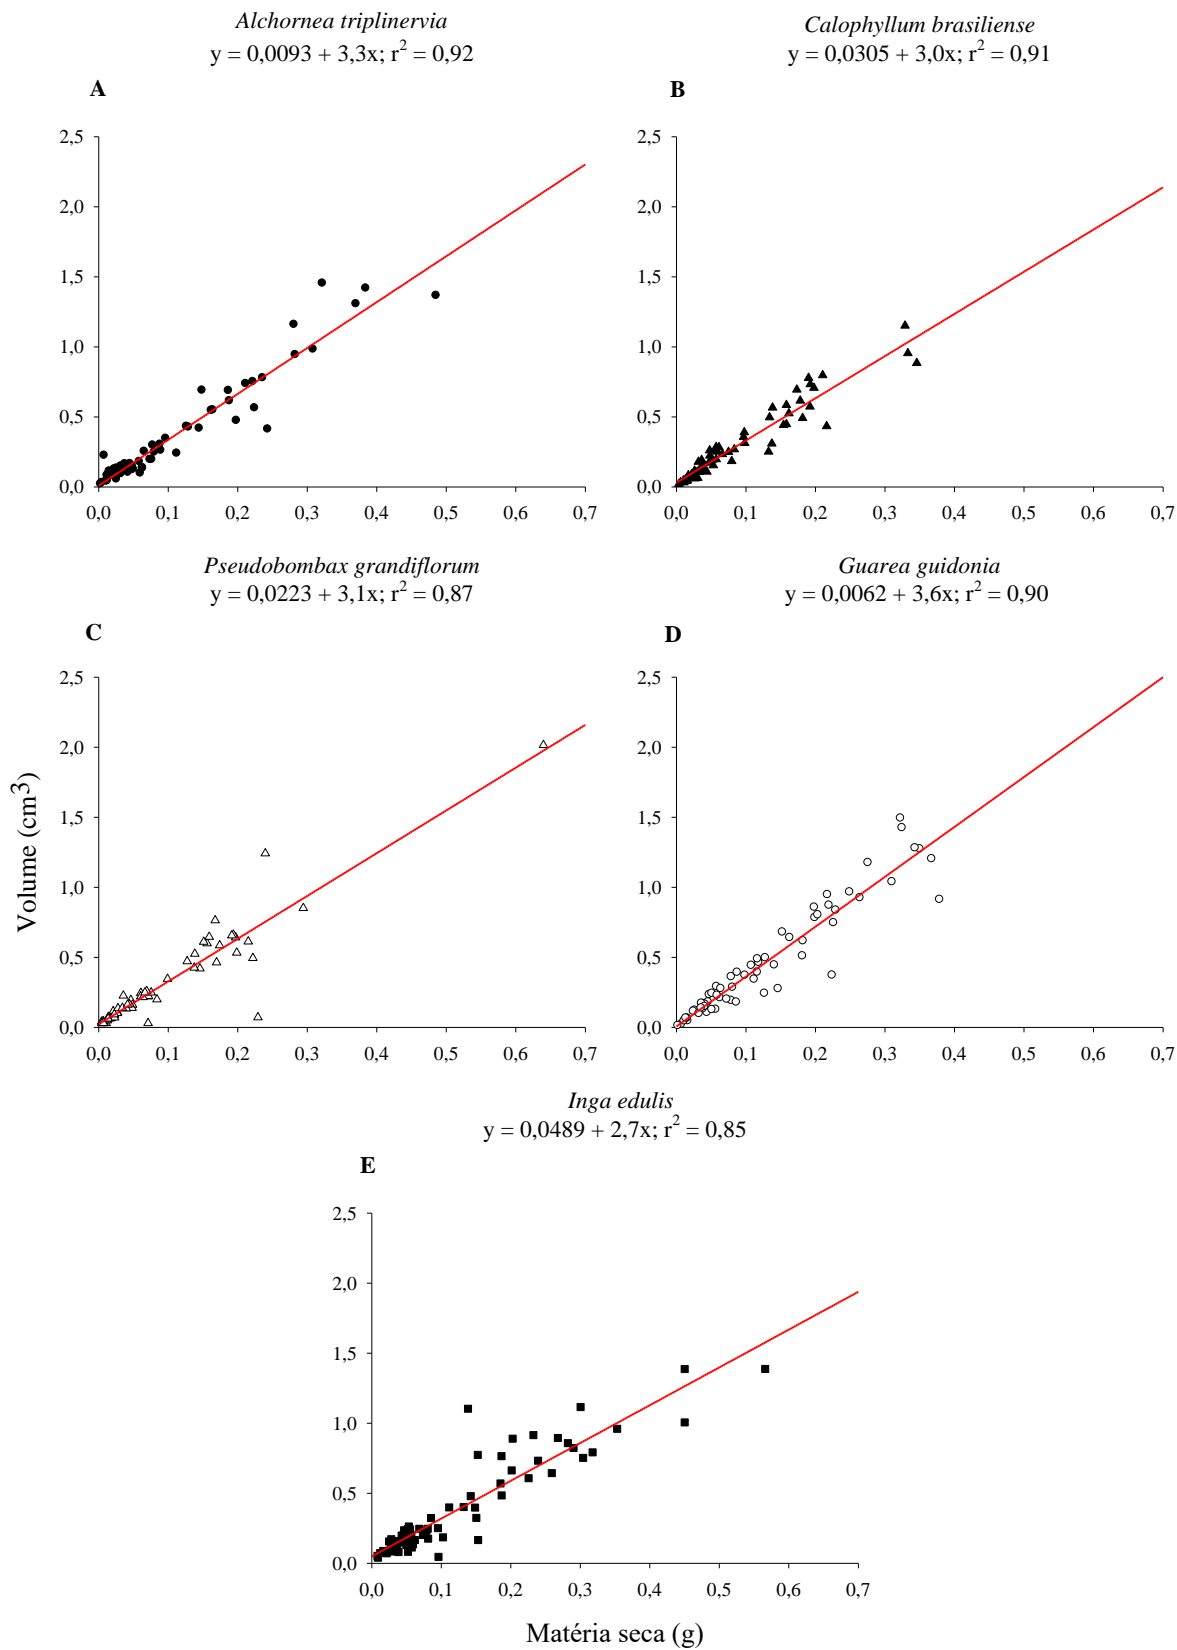 Alchornea triplinervia
y = 0,0093 + 3,3x; r² = 0,92
Calophyllum brasiliense
y = 0,0305 + 3,0x; r² = 0,91
A
2,5
2,0
1,5
1,0
0,5
0,0
0,0 0,1 0,2 0,3 0,4 0,5 0,6 0,7
B
2,5
2,0
1,5
1,0
0,5
0,0
0,0 0,1 0,2 0,3 0,4 0,5 0,6 0,7
Pseudobombax grandiflorum
y = 0,0223 + 3,1x; r² = 0,87
Guarea guidonia
y = 0,0062 + 3,6x; r² = 0,90
C
2,5
2,0
1,5
1,0
0,5
0,0
0,0 0,1 0,2 0,3 0,4 0,5 0,6 0,7
D
2,5
2,0
1,5
1,0
0,5
0,0
0,0 0,1 0,2 0,3 0,4 0,5 0,6 0,7
Volume (cm³)
Inga edulis
y = 0,0489 + 2,7x; r² = 0,85
E
2,5
2,0
1,5
1,0
0,5
0,0
0,0 0,1 0,2 0,3 0,4 0,5 0,6 0,7
Matéria seca (g)